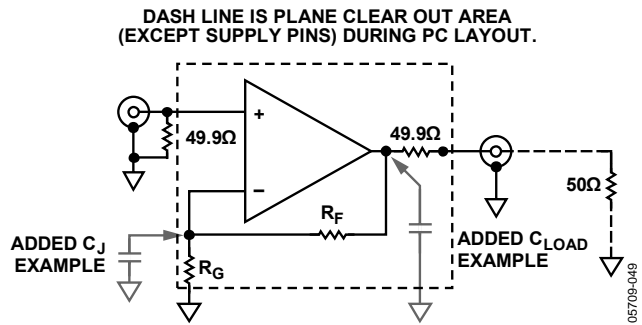 DASH LINE IS PLANE CLEAR OUT AREA
(EXCEPT SUPPLY PINS) DURING PC LAYOUT.
+
49.9Ω
49.9Ω
–
50Ω
R_F
ADDED C_J
EXAMPLE
R_G
ADDED C_LOAD
EXAMPLE
05709-049